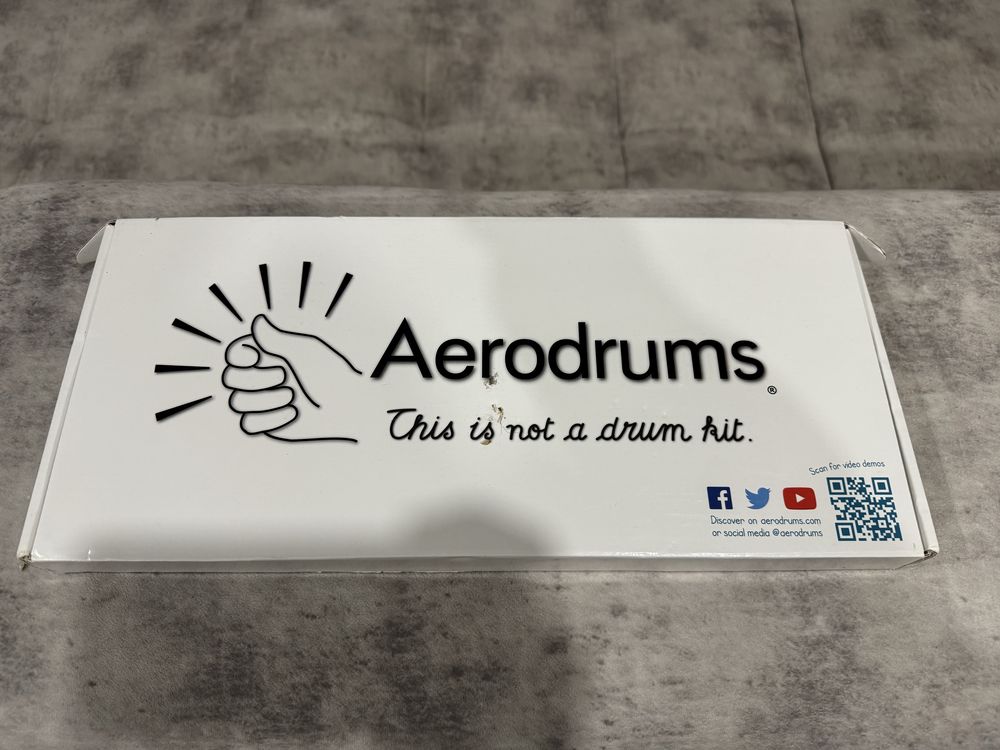 Aerodrums®
This is not a drum kit.
Scan for video demos
Discover on aerodrums.com
or social media @aerodrums